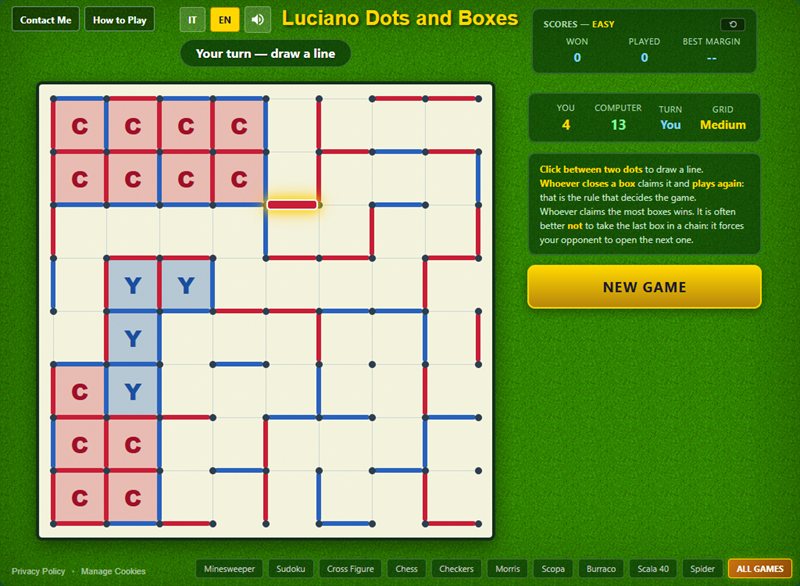 Contact Me
How to Play
IT
EN
Luciano Dots and Boxes
Your turn — draw a line
SCORES — EASY
WON PLAYED BEST MARGIN
0 0 --
YOU COMPUTER TURN GRID
4 13 You Medium
Click between two dots to draw a line.
Whoever closes a box claims it and plays again:
that is the rule that decides the game.
Whoever claims the most boxes wins. It is often
better not to take the last box in a chain: it forces
your opponent to open the next one.
NEW GAME
C C C C
C C C C
Y Y
Y
C Y
C C
C C
Privacy Policy • Manage Cookies
Minesweeper Sudoku Cross Figure Chess Checkers Morris Scopa Burraco Scala 40 Spider ALL GAMES